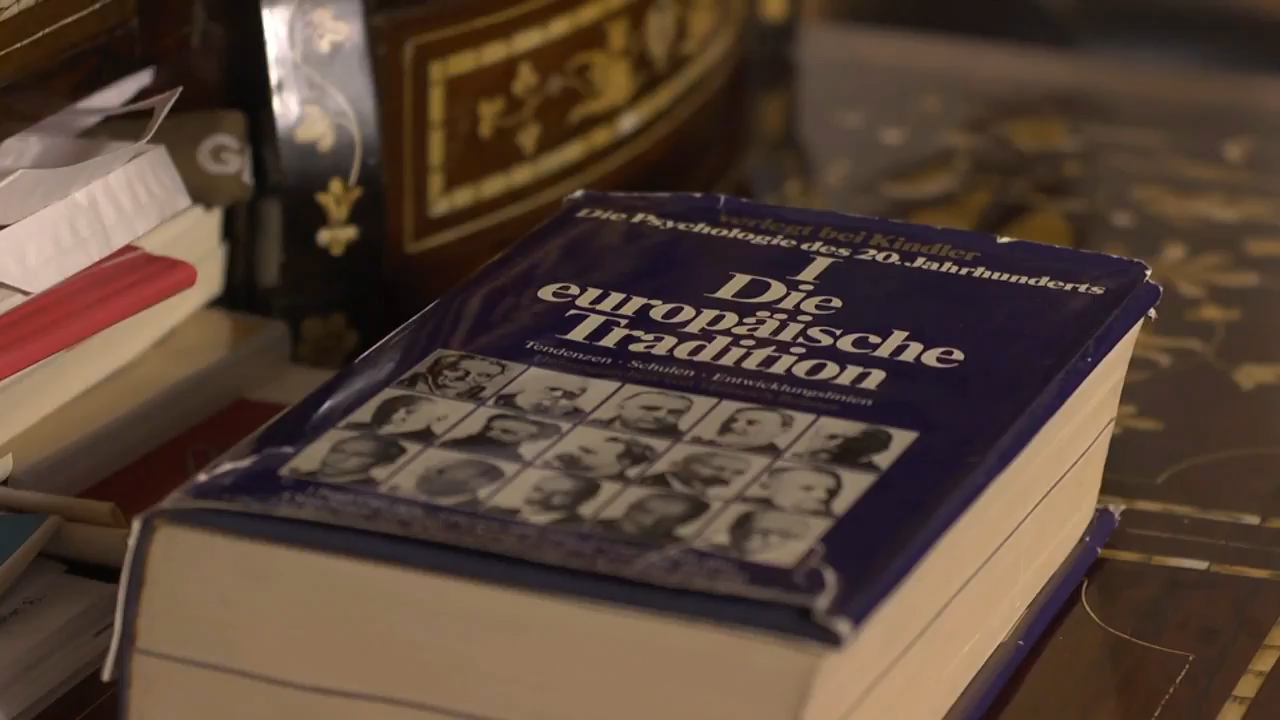 verlegt bei Kindler
Die Psychologie des 20. Jahrhunderts
I
Die
europäische
Tradition
Tendenzen · Schulen · Entwicklungslinien
G